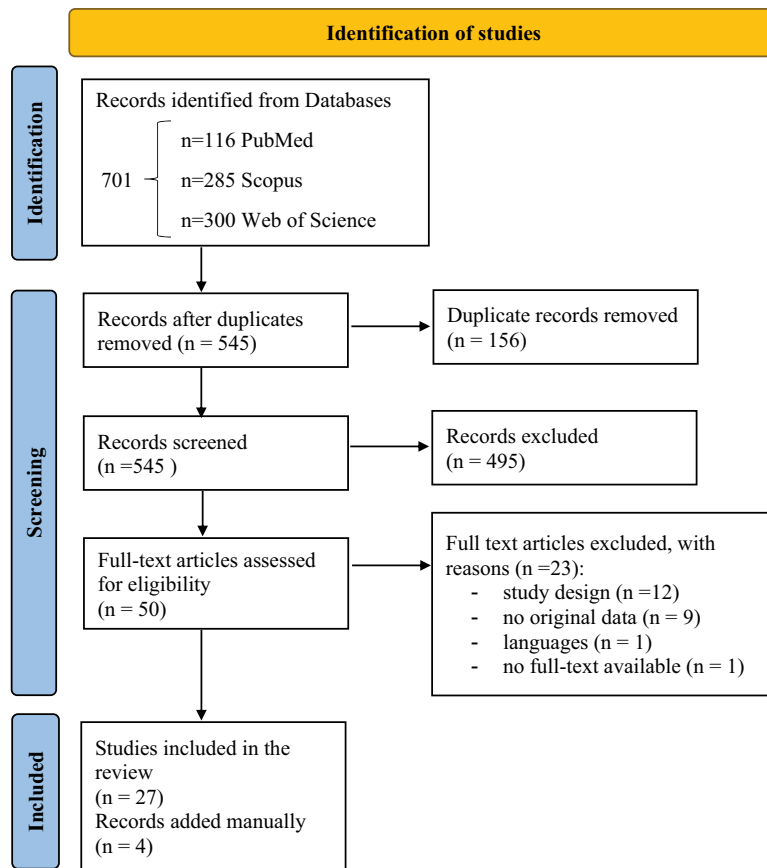 Identification of studies
Identification
Records identified from Databases
701
n=116 PubMed
n=285 Scopus
n=300 Web of Science
Screening
Records after duplicates
removed (n = 545)
Duplicate records removed
(n = 156)
Records screened
(n =545 )
Records excluded
(n = 495)
Full-text articles assessed
for eligibility
(n = 50)
Full text articles excluded, with
reasons (n =23):
- study design (n =12)
- no original data (n = 9)
- languages (n = 1)
- no full-text available (n = 1)
Included
Studies included in the
review
(n = 27)
Records added manually
(n = 4)